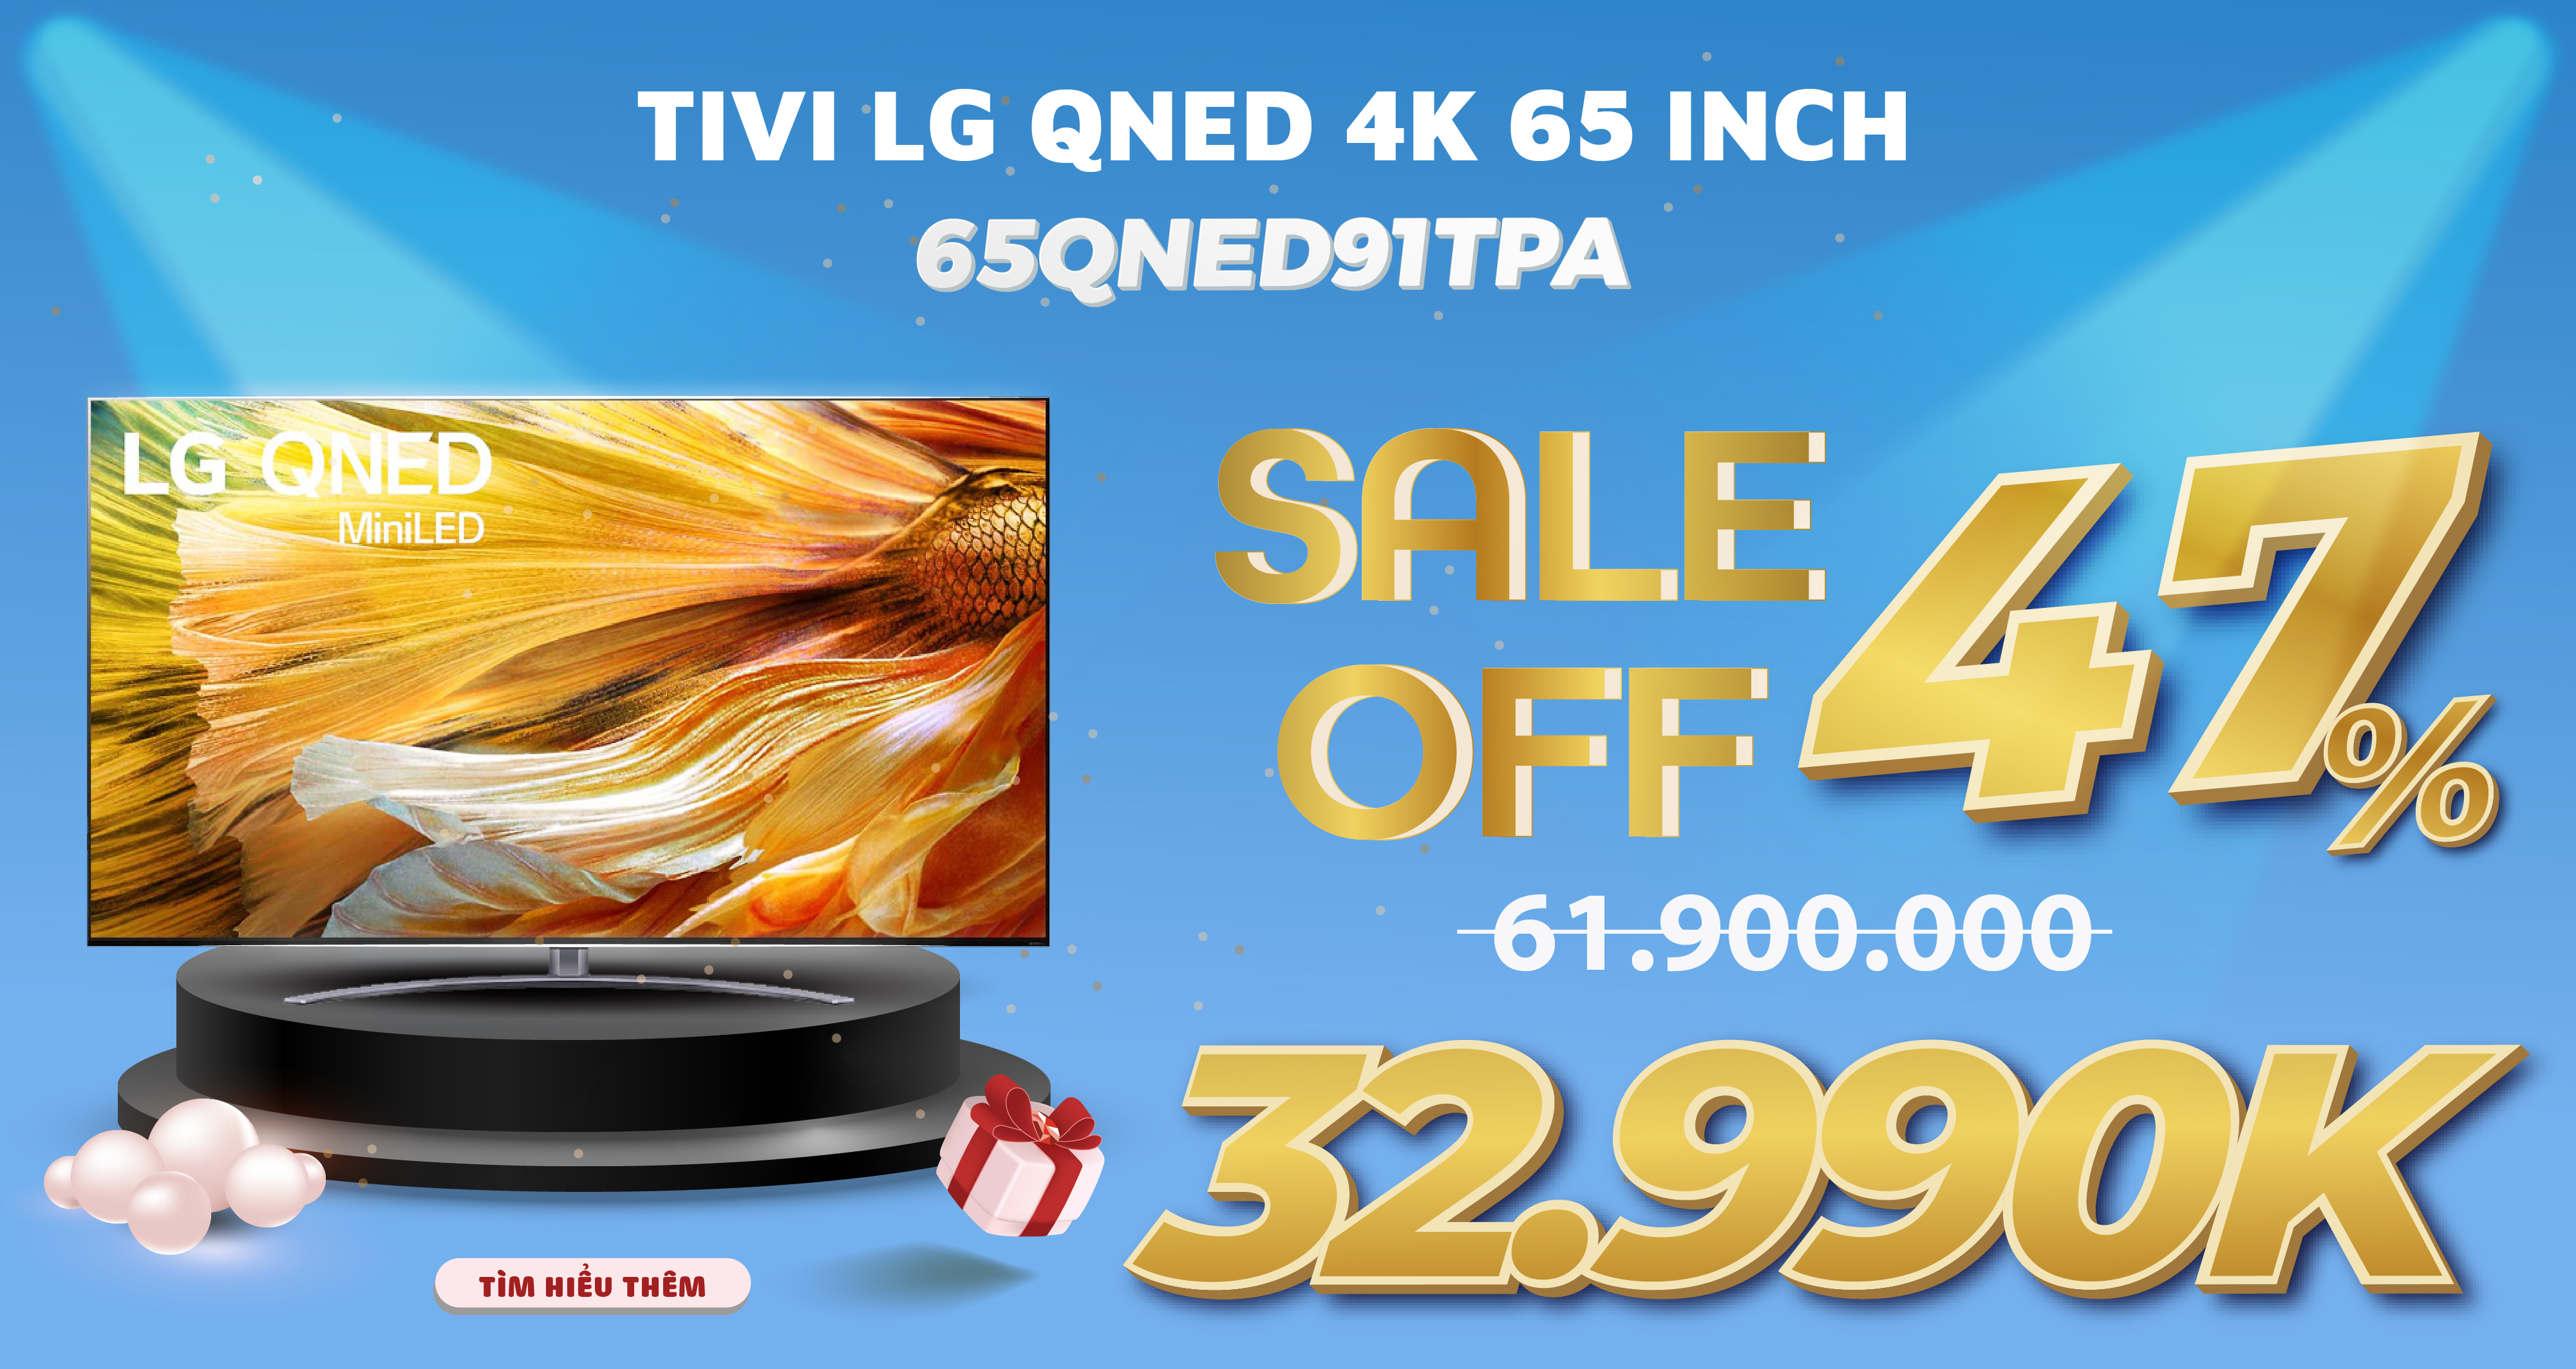 TIVI LG QNED 4K 65 INCH
65QNED91TPA
LG QNED
MiniLED
SALE
OFF
47%
61.900.000
32.990K
TÌM HIỂU THÊM